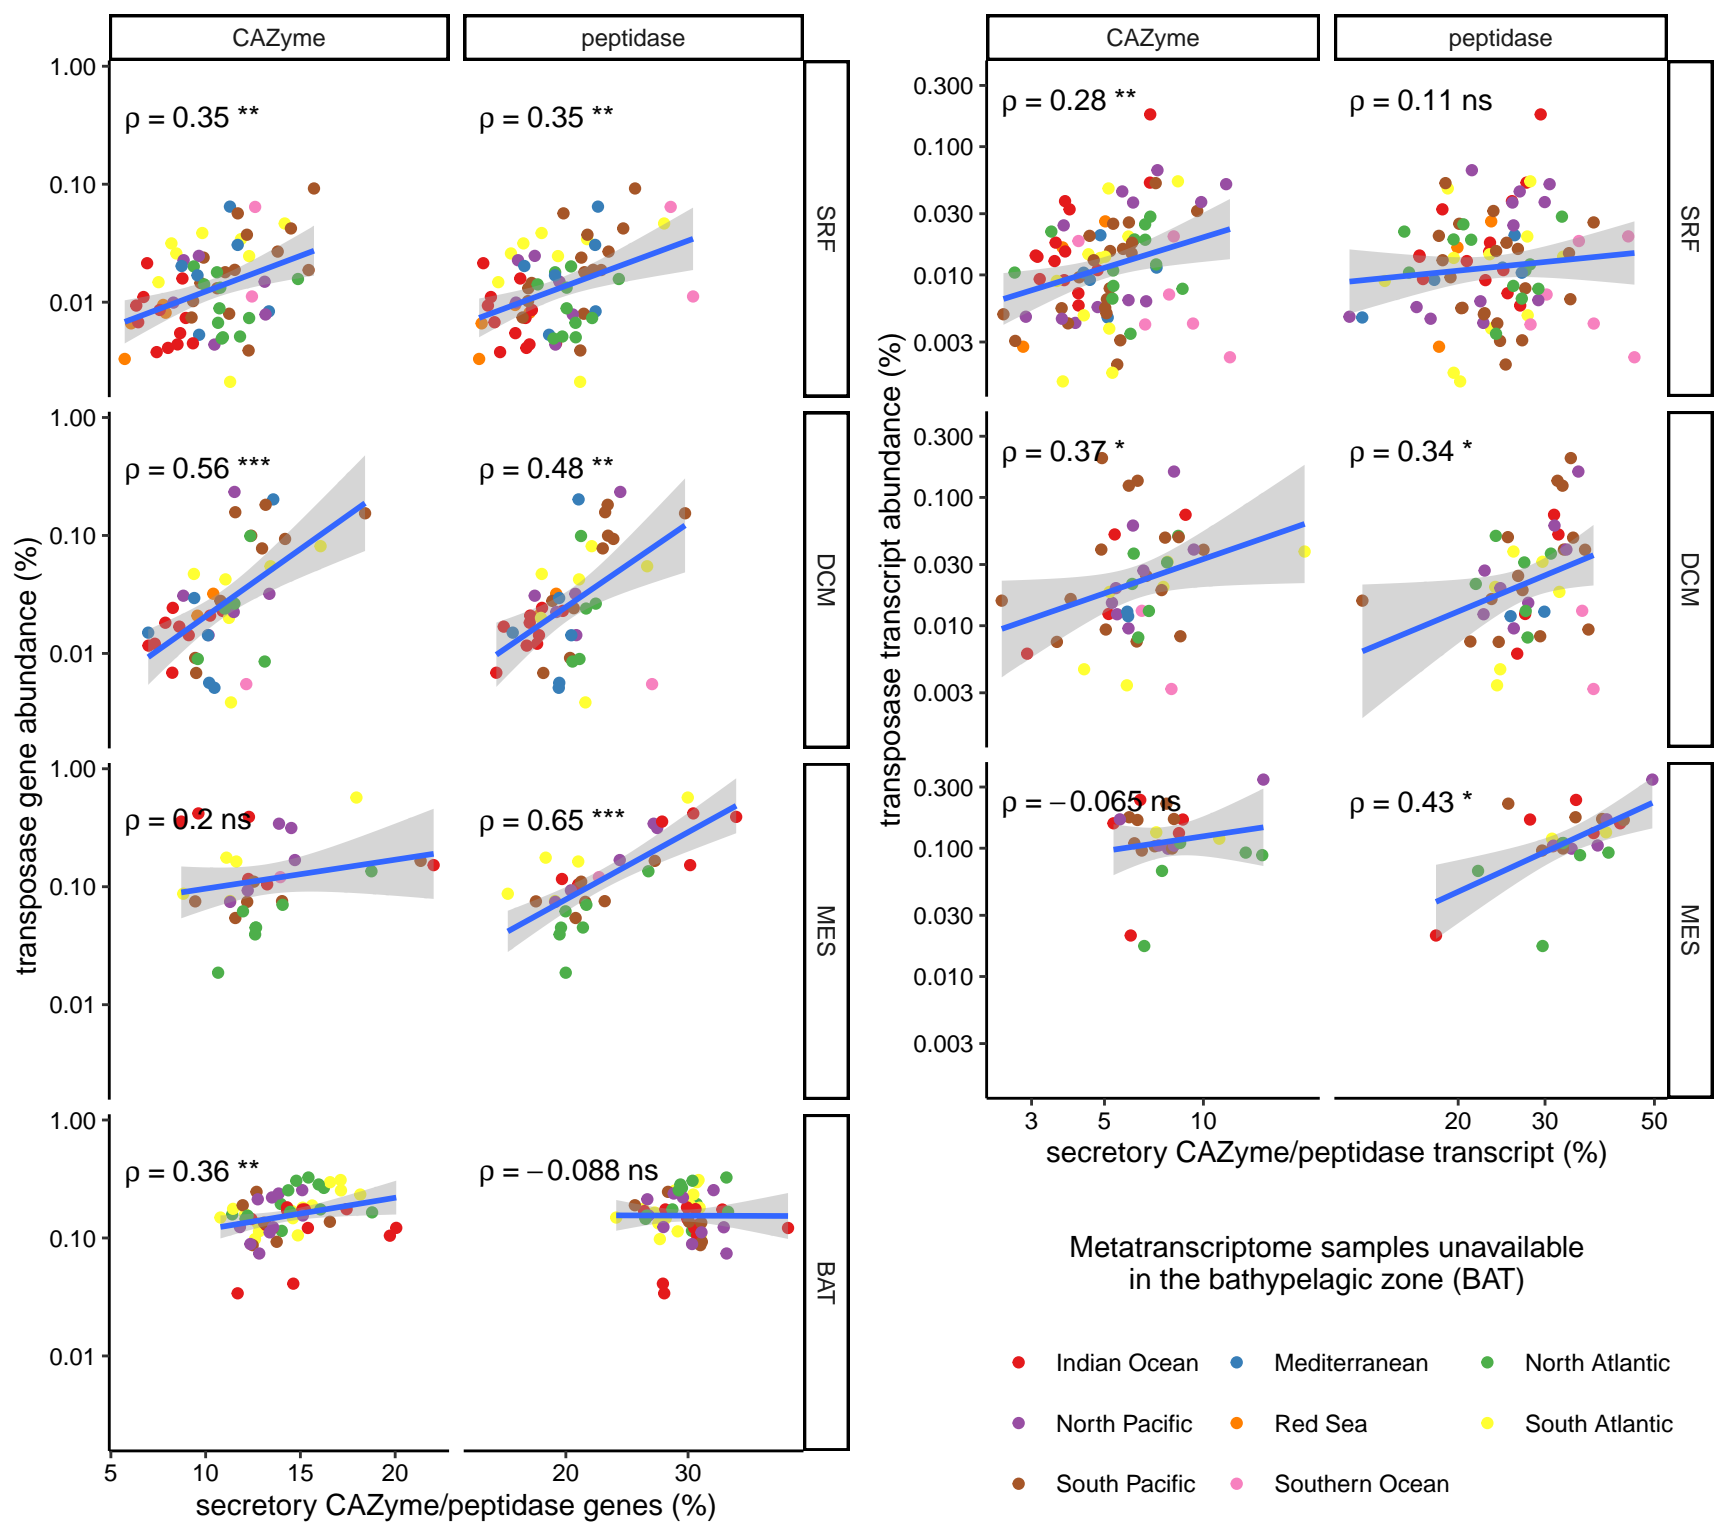 CAZyme
peptidase
1.00
0.10
0.01
ρ = 0.35 **
ρ = 0.35 **
SRF
1.00
0.10
0.01
ρ = 0.56 ***
ρ = 0.48 **
DCM
1.00
0.10
0.01
ρ = 0.2 ns
ρ = 0.65 ***
MES
1.00
0.10
0.01
ρ = −0.088 ns
ρ = 0.36 **
BAT
5 10 15 20
20 30
transposase gene abundance (%)
secretory CAZyme/peptidase genes (%)
CAZyme
peptidase
0.300
0.100
0.030
0.010
0.003
ρ = 0.28 **
ρ = 0.11 ns
SRF
0.300
0.100
0.030
0.010
0.003
ρ = 0.37 *
ρ = 0.34 *
DCM
0.300
0.100
0.030
0.010
0.003
ρ = −0.065 ns
ρ = 0.43 *
MES
3 5 10
20 30 50
transposase transcript abundance (%)
secretory CAZyme/peptidase transcript (%)
Metatranscriptome samples unavailable
in the bathypelagic zone (BAT)
Indian Ocean
Mediterranean
North Atlantic
North Pacific
Red Sea
South Atlantic
South Pacific
Southern Ocean